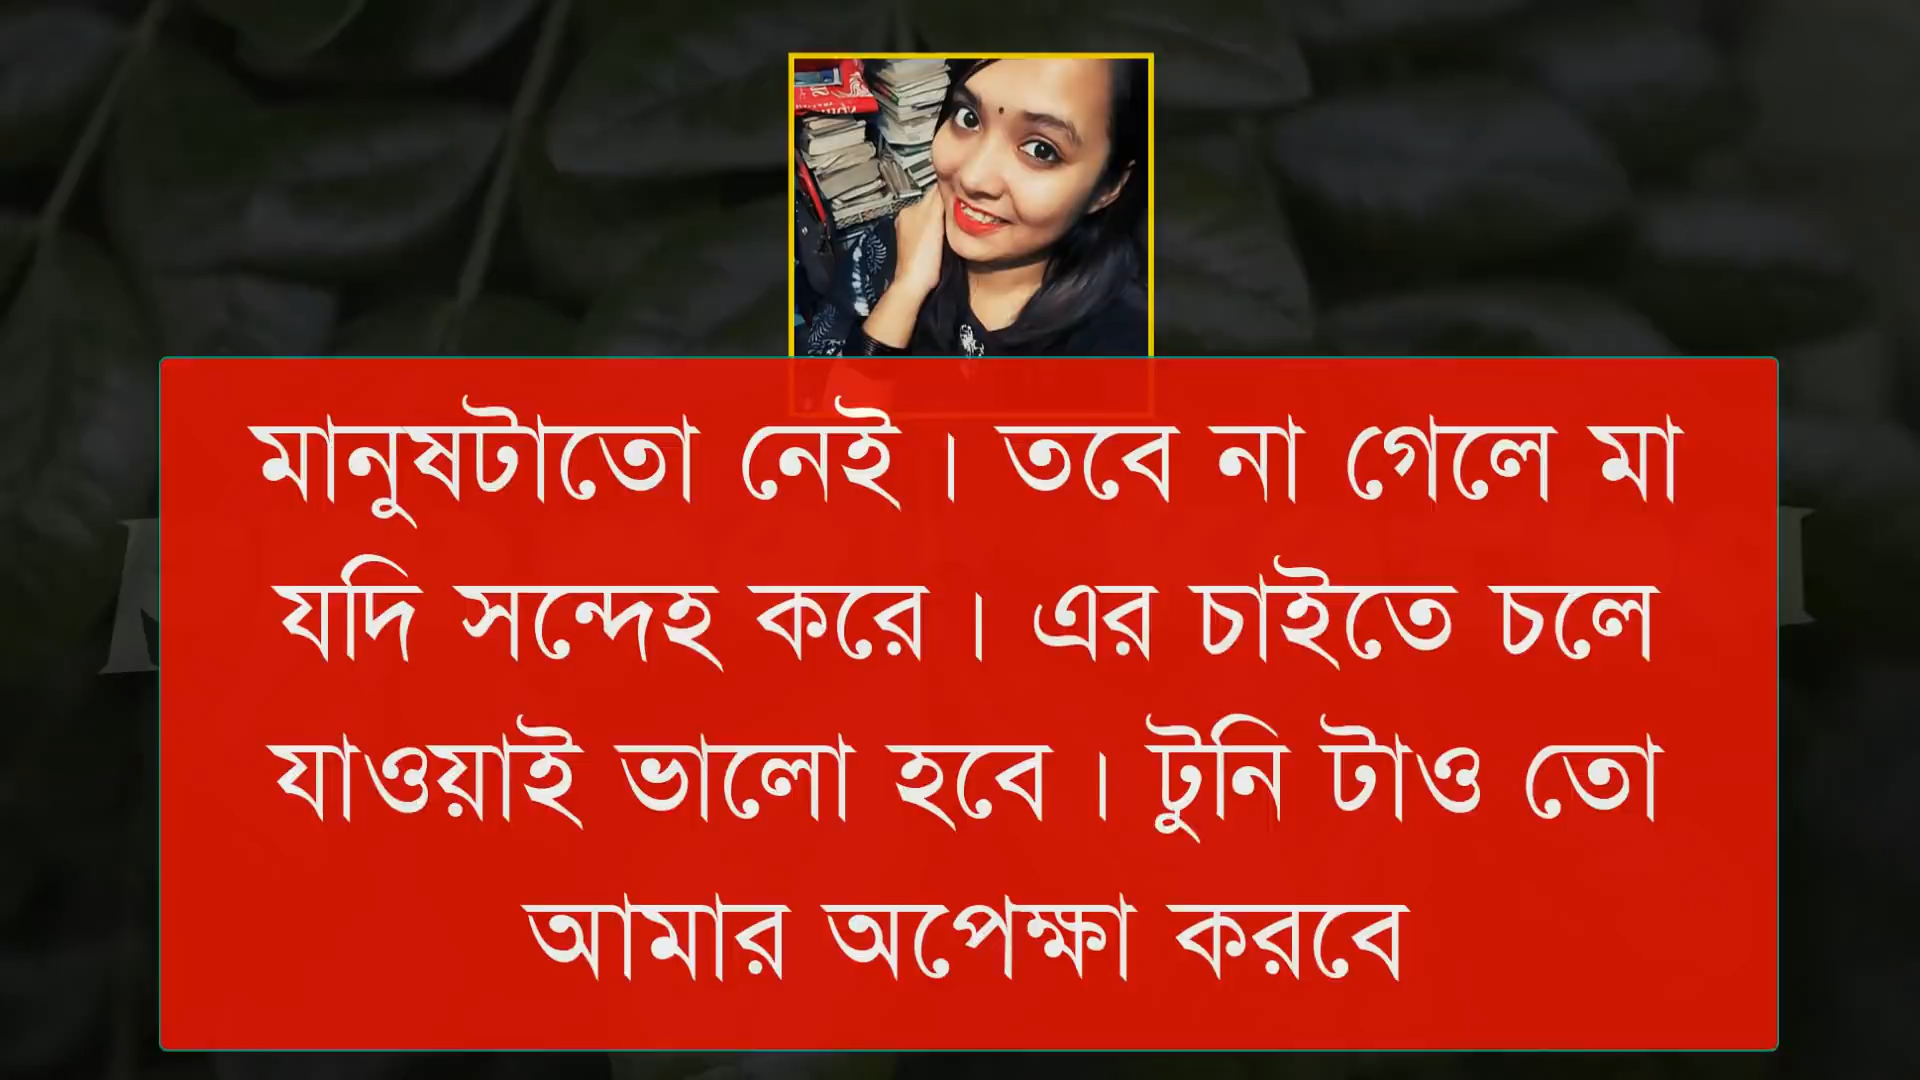 মানুষটাতো নেই । তবে না গেলে মা
যদি সন্দেহ করে । এর চাইতে চলে
যাওয়াই ভালো হবে । টুনি টাও তো
আমার অপেক্ষা করবে